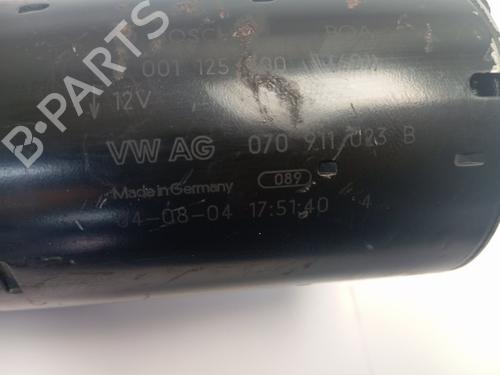 BOSCH
001 125
12V
VW AG 070 911 023 B
Made in Germany 089
04-08-04 17:51:40 4
B-PARTS